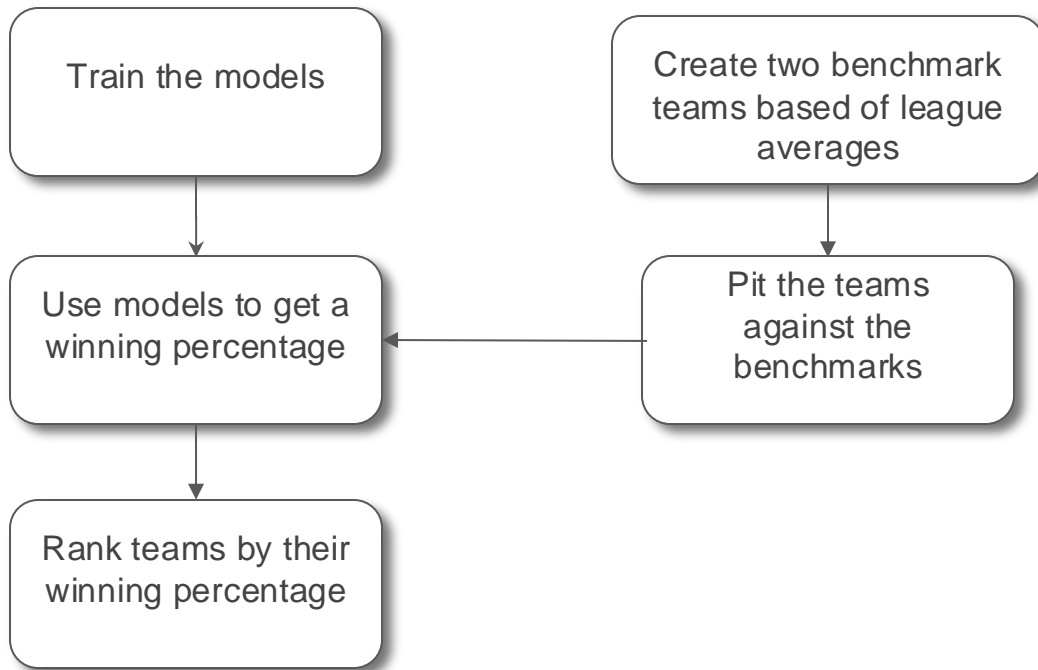 Train the models
Create two benchmark
teams based of league
averages
Use models to get a
winning percentage
Pit the teams
against the
benchmarks
Rank teams by their
winning percentage